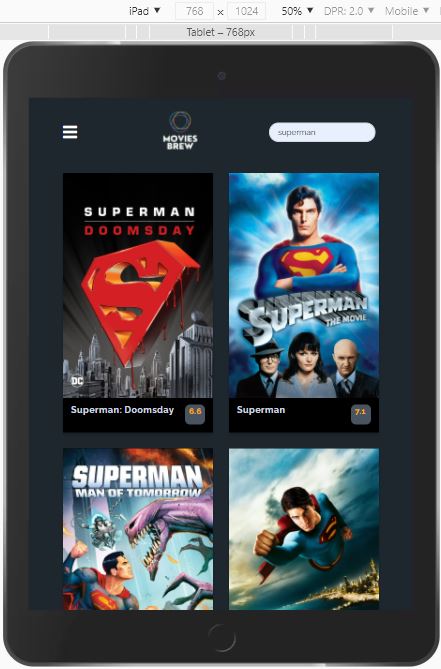 iPad ▼ 768 × 1024 50% ▼ DPR: 2.0 ▼ Mobile ▼
Tablet – 768px
MOVIES
BREW
superman
SUPERMAN
DOOMSDAY
DC
Superman: Doomsday 6.6
SUPERMAN
THE MOVIE
Superman 7.1
SUPERMAN
MAN OF TOMORROW